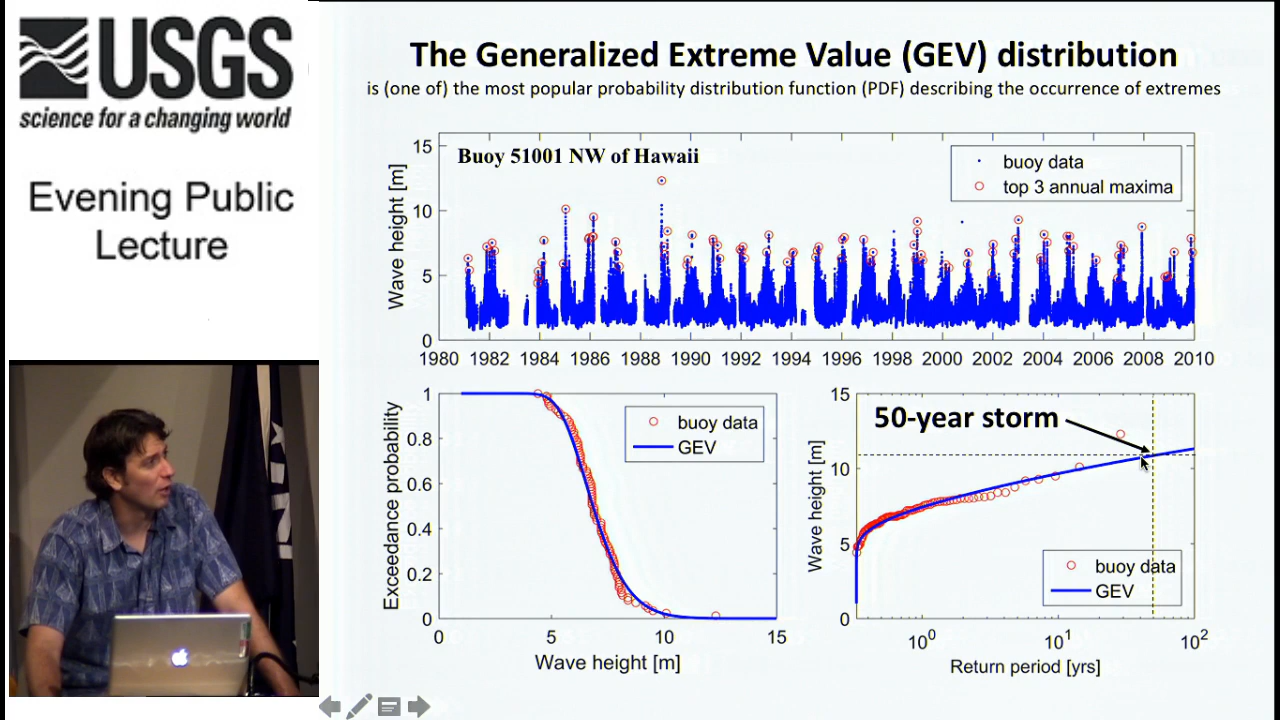 USGS
science for a changing world
Evening Public
Lecture
The Generalized Extreme Value (GEV) distribution
is (one of) the most popular probability distribution function (PDF) describing the occurrence of extremes
Buoy 51001 NW of Hawaii
buoy data
top 3 annual maxima
Wave height [m]
15
10
5
0
1980 1982 1984 1986 1988 1990 1992 1994 1996 1998 2000 2002 2004 2006 2008 2010
Exceedance probability
1
0.8
0.6
0.4
0.2
0
buoy data
GEV
0 5 10 15
Wave height [m]
50-year storm
Wave height [m]
15
10
5
0
buoy data
GEV
10⁰ 10¹ 10²
Return period [yrs]